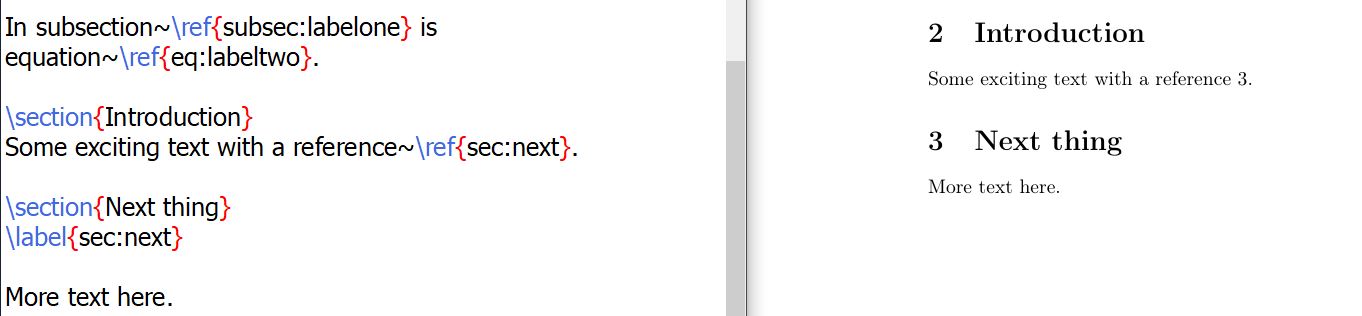 In subsection~\ref{subsec:labelone} is
equation~\ref{eq:labeltwo}.
\section{Introduction}
Some exciting text with a reference~\ref{sec:next}.
\section{Next thing}
\label{sec:next}
More text here.
2 Introduction
Some exciting text with a reference 3.
3 Next thing
More text here.